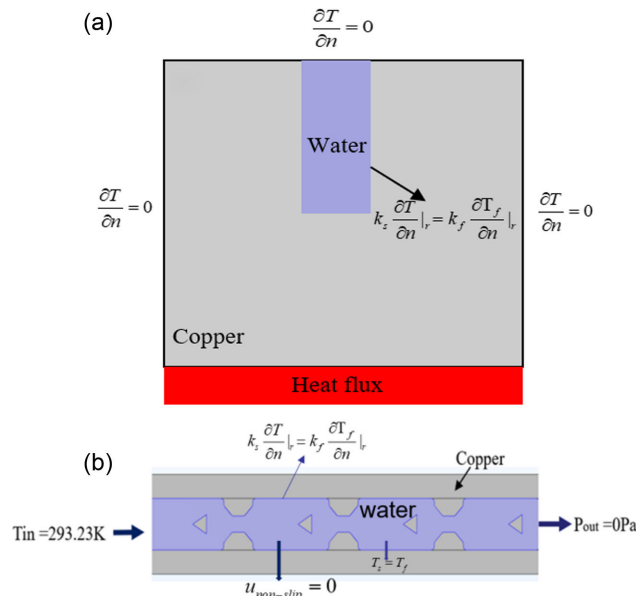 (a)
∂T/∂n = 0
Water
∂T/∂n = 0
k_s ∂T/∂n|_r = k_f ∂T_f/∂n|_r
∂T/∂n = 0
Copper
Heat flux
k_s ∂T/∂n|_r = k_f ∂T_f/∂n|_r
(b)
Copper
water
Tin =293.23K
Pout =0Pa
T_s = T_f
u_non-slip = 0